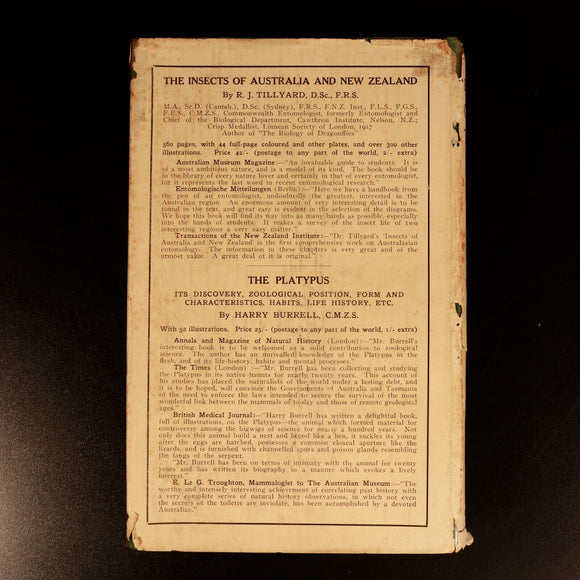 THE INSECTS OF AUSTRALIA AND NEW ZEALAND
By R. J. TILLYARD, D.Sc., F.R.S.
M.A., Sc.D. (Cantab.), D.Sc. (Sydney), F.R.S., F.N.Z. Inst., F.L.S., F.G.S.,
F.E.S., C.M.Z.S., Commonwealth Entomologist, formerly Entomologist and
Chief of the Biological Department, Cawthron Institute, Nelson, N.Z.;
Crisp Medallist, Linnean Society of London, 1917
Author of "The Biology of Dragonflies"
560 pages, with 44 full-page coloured and other plates, and over 300 other
illustrations. Price 42/- (postage to any part of the world, 2/- extra)
Australian Museum Magazine:—"An invaluable guide to students. It is
of a most ambitious nature, and is a model of its kind. The book should be
in the library of every nature lover and certainly in that of every entomologist,
for it represents the last word in recent entomological research."
Entomologische Mitteilungen (Berlin):—"Here we have a handbook from
the pen of an entomologist, undoubtedly the greatest, interested in the
Australian region. An enormous amount of very interesting detail is to be
found in the text, and great care is evident in the selection of the diagrams.
We hope this book will find its way into as many hands as possible, especially
into the hands of students. It makes a survey of the insect life of two
interesting regions a very easy matter."
Transactions of the New Zealand Institute:—"Dr. Tillyard's 'Insects of
Australia and New Zealand' is the first comprehensive work on Australasian
entomology. The information in these chapters is very great and of the
utmost value. A great deal of it is original."
THE PLATYPUS
ITS DISCOVERY, ZOOLOGICAL POSITION, FORM AND
CHARACTERISTICS, HABITS, LIFE HISTORY, ETC.
By HARRY BURRELL, C.M.Z.S.
With 52 illustrations. Price 25/- (postage to any part of the world, 1/- extra)
Annals and Magazine of Natural History (London):—"Mr. Burrell's
interesting book is to be welcomed as a solid contribution to zoological
science. The author has an unrivalled knowledge of the Platypus in the
flesh, and of its life-history, habits and mental processes."
The Times (London):—"Mr. Burrell has been collecting and studying
the Platypus in its native haunts for nearly twenty years. This account of
his studies has placed the naturalists of the world under a lasting debt, and
it is to be hoped, will convince the Governments of Australia and Tasmania
of the need to enforce the laws intended to secure the survival of the most
wonderful link between the mammals of to-day and those of remote geological
ages."
British Medical Journal:—"Harry Burrell has written a delightful book,
full of illustrations, on the Platypus—the animal which formed material for
controversy among the bigwigs of science for nearly a hundred years. Not
only does this animal build a nest and brood like a hen, it suckles its young
after the eggs are hatched, possesses a common cloacal aperture like the
lizards, and is furnished with channelled spurs and poison glands resembling
the fangs of the serpent.
"Mr. Burrell has been on terms of intimacy with the animal for twenty
years and has written its biography in a manner which evokes a lively
interest."
E. Le G. Troughton, Mammalogist to The Australian Museum:—"The
worthy and intensely interesting achievement of correlating past history with
a very complete series of natural history observations, in which not even
the secrets of the toilette are inviolate, has been accomplished by a devoted
Australian."